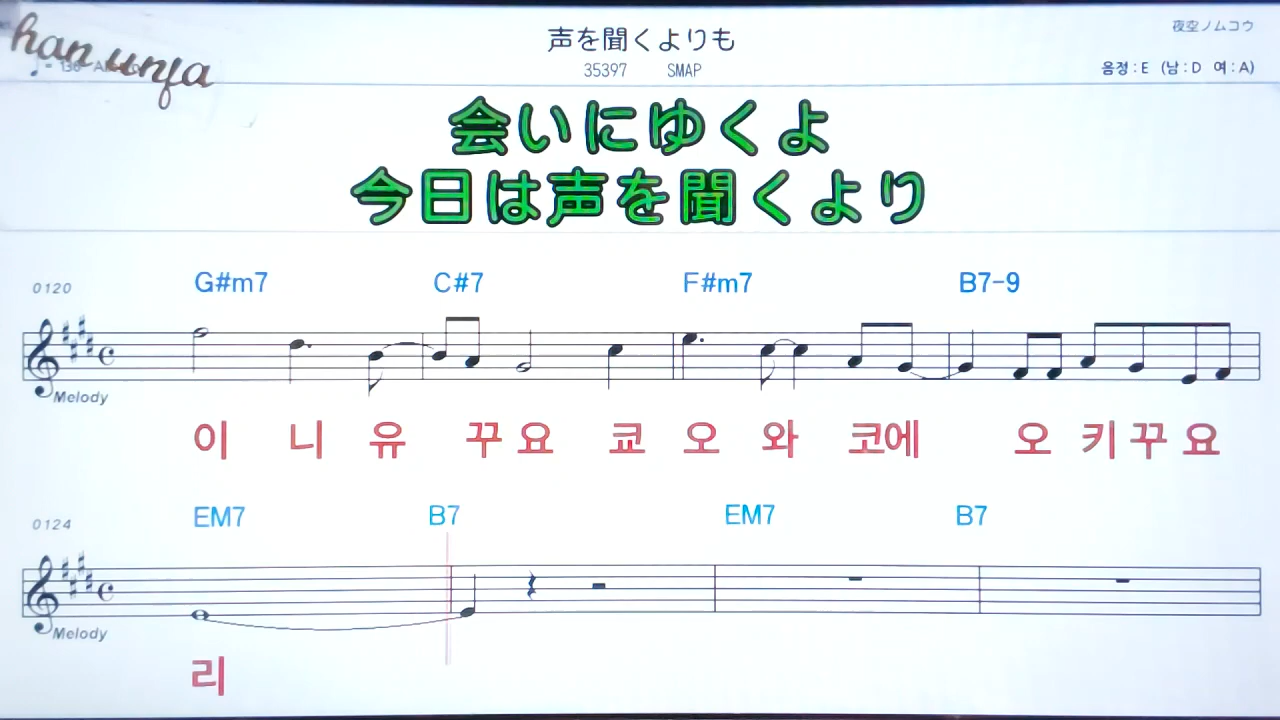 han unja
声を聞くよりも
夜空ノムコウ
35397 SMAP
음정:E (남:D 여:A)
会いにゆくよ
今日は声を聞くより
G#m7 C#7 F#m7 B7-9
0120
Melody
이 니 유 꾸 요 쿄 오 와 코에 오 키 꾸 요
EM7 B7 EM7 B7
0124
Melody
리